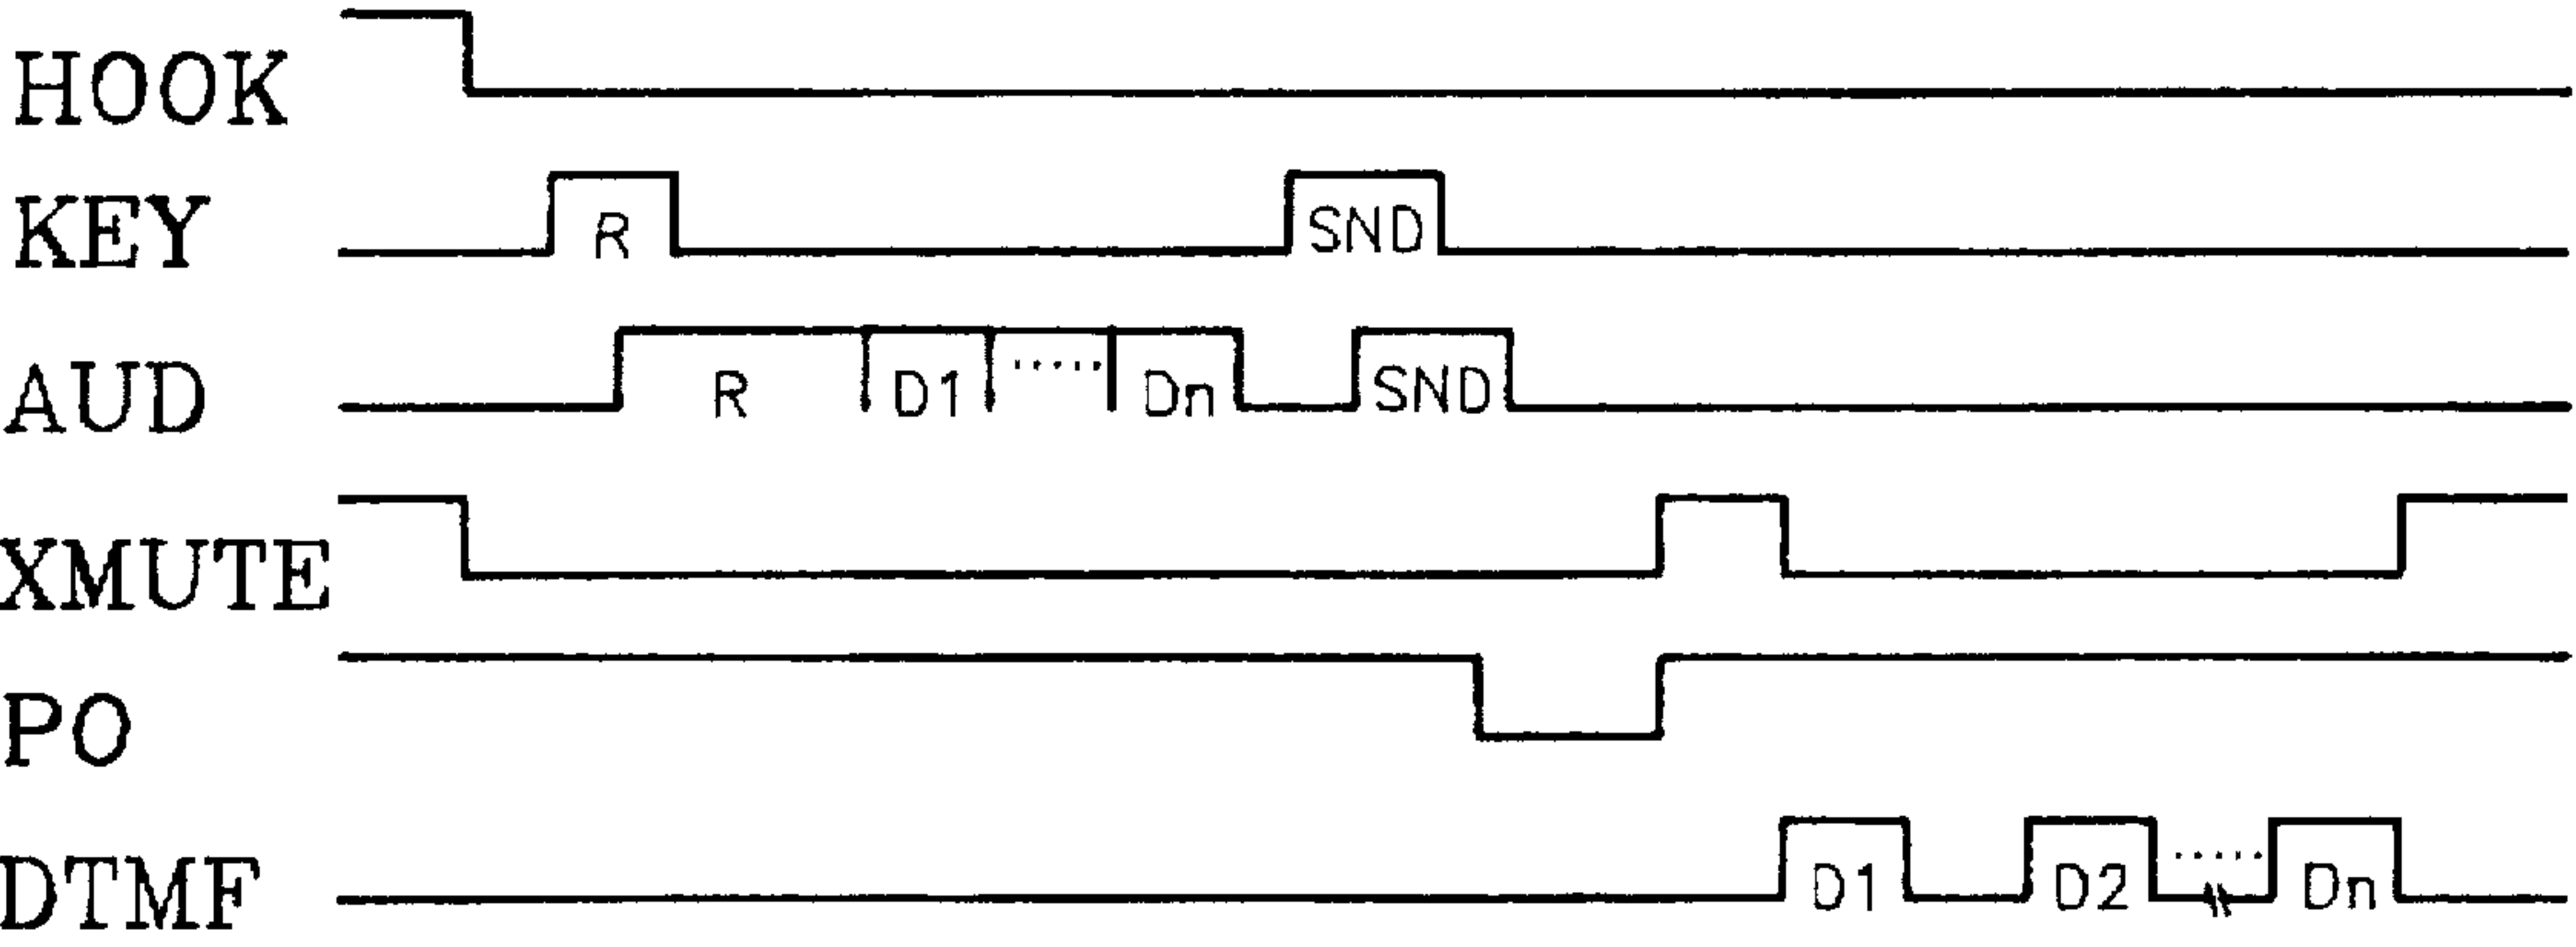 HOOK
KEY R SND
AUD R D1 ..... Dn SND
XMUTE
PO
DTMF D1 D2 ..... Dn